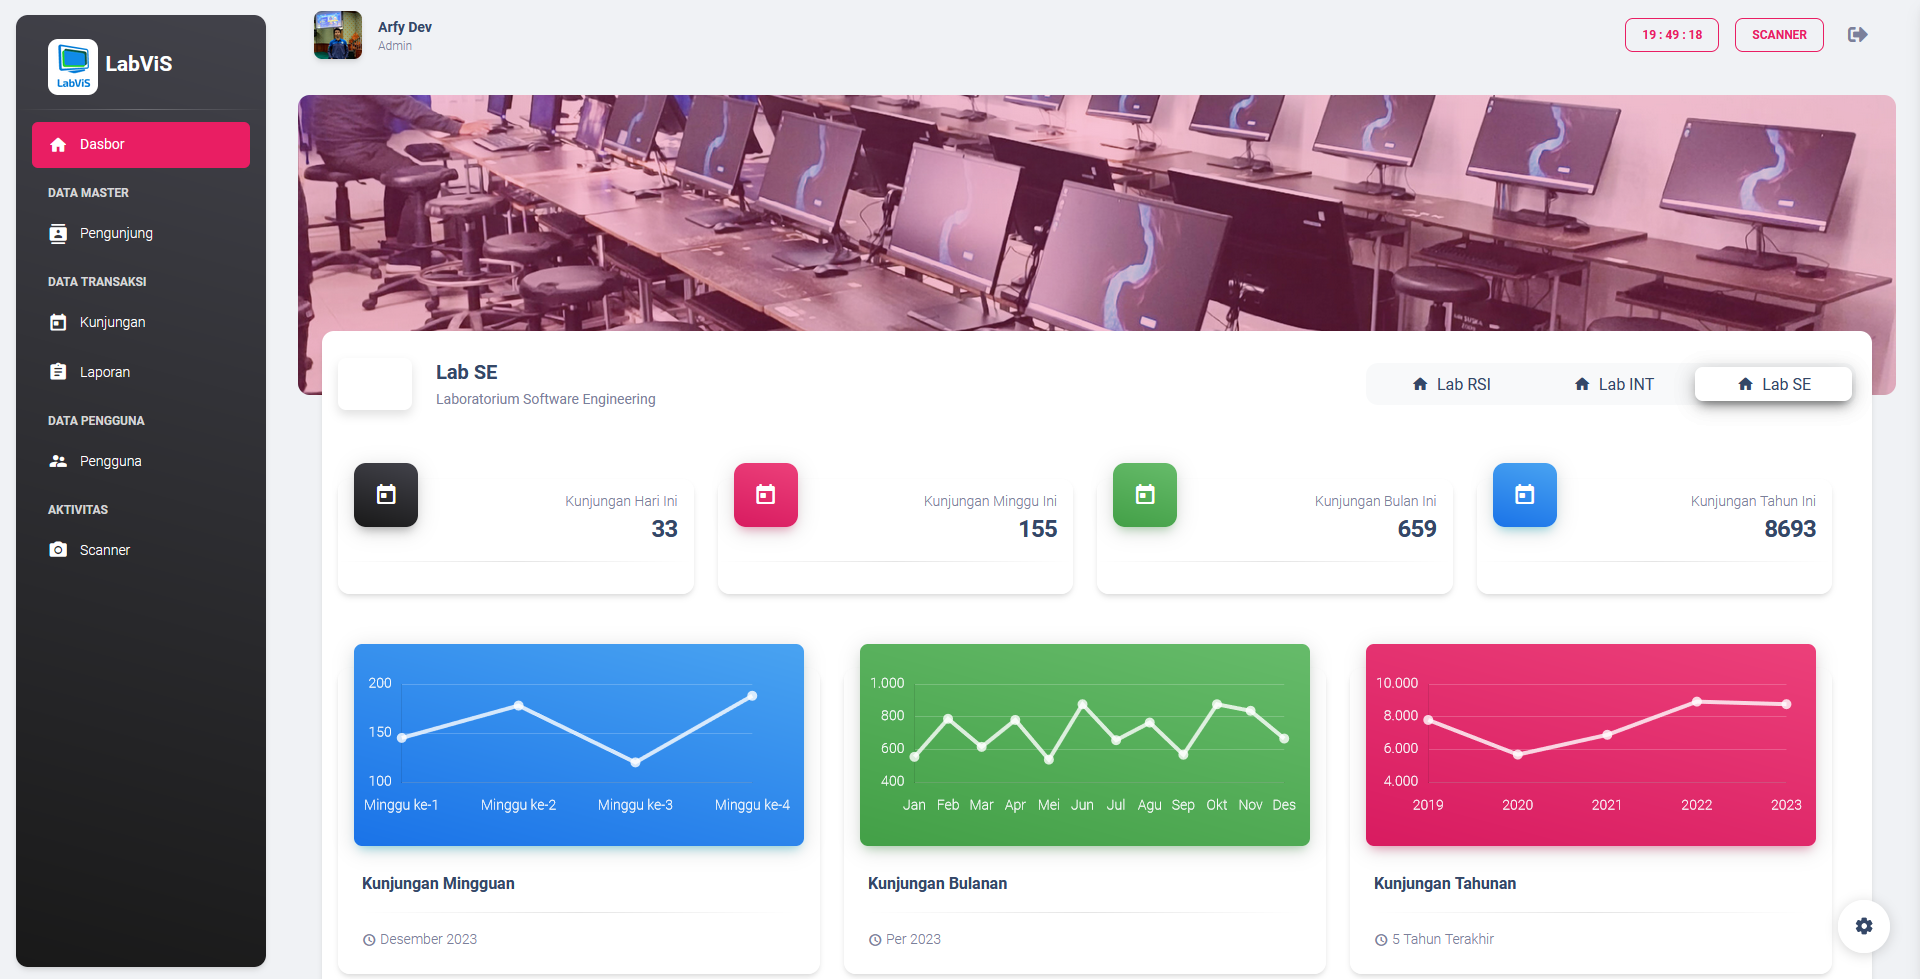 LabViS
LabViS
Dasbor
DATA MASTER
Pengunjung
DATA TRANSAKSI
Kunjungan
Laporan
DATA PENGGUNA
Pengguna
AKTIVITAS
Scanner
Arfy Dev
Admin
19 : 49 : 18
SCANNER
Lab SE
Laboratorium Software Engineering
Lab RSI
Lab INT
Lab SE
Kunjungan Hari Ini
33
Kunjungan Minggu Ini
155
Kunjungan Bulan Ini
659
Kunjungan Tahun Ini
8693
200
150
100
Minggu ke-1 Minggu ke-2 Minggu ke-3 Minggu ke-4
Kunjungan Mingguan
Desember 2023
1.000
800
600
400
Jan Feb Mar Apr Mei Jun Jul Agu Sep Okt Nov Des
Kunjungan Bulanan
Per 2023
10.000
8.000
6.000
4.000
2019 2020 2021 2022 2023
Kunjungan Tahunan
5 Tahun Terakhir